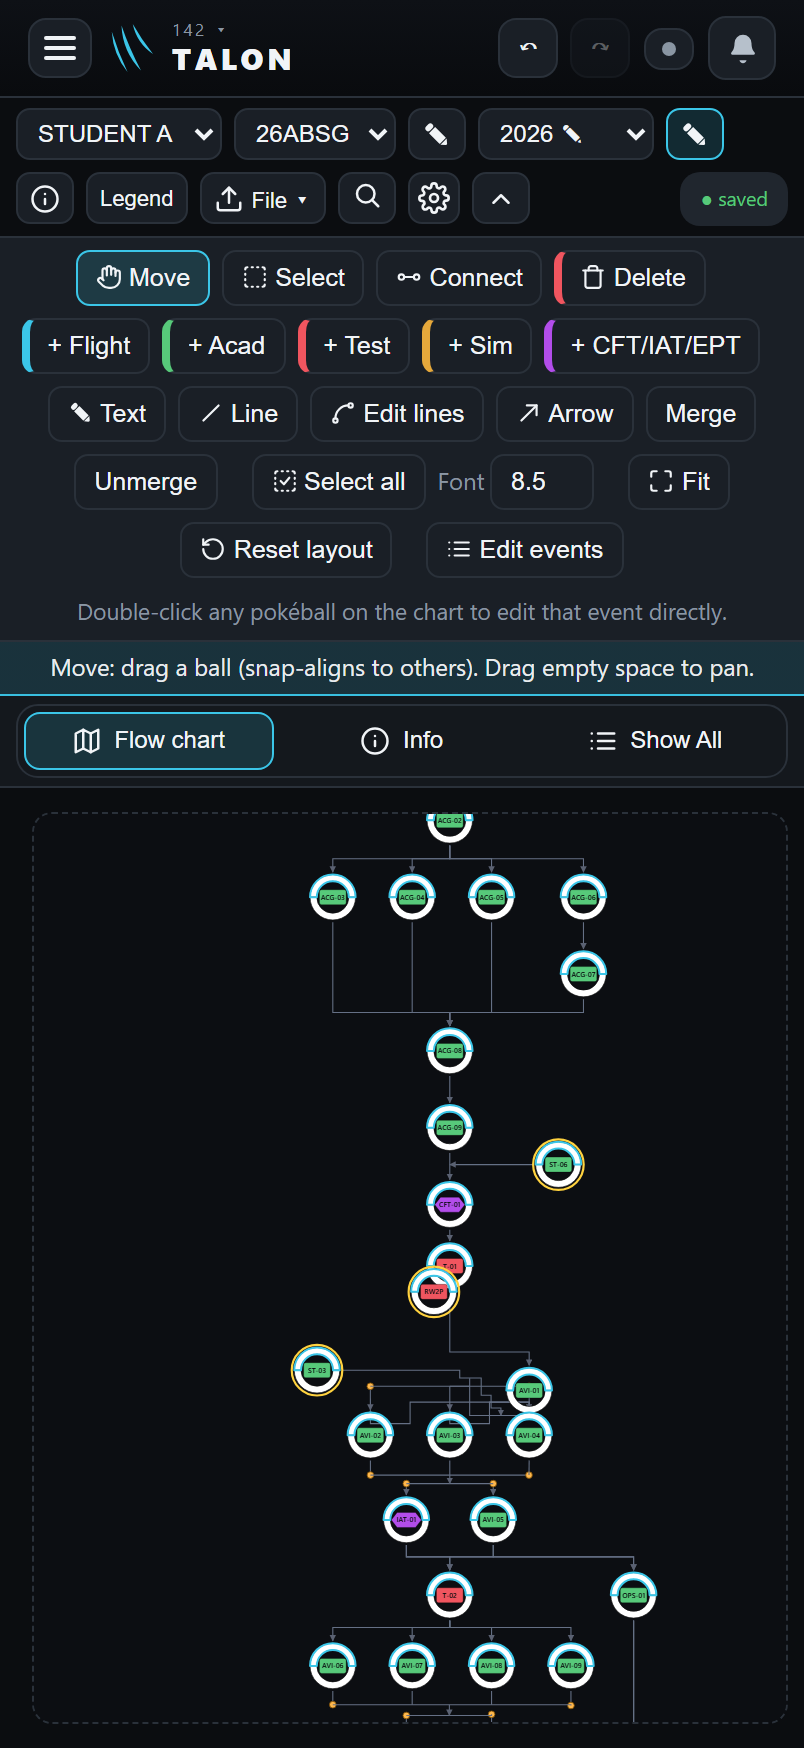 142
TALON
STUDENT A 26ABSG 2026
Legend File saved
Move Select Connect Delete
+ Flight + Acad + Test + Sim + CFT/IAT/EPT
Text Line Edit lines Arrow Merge
Unmerge Select all Font 8.5 Fit
Reset layout Edit events
Double-click any pokéball on the chart to edit that event directly.
Move: drag a ball (snap-aligns to others). Drag empty space to pan.
Flow chart Info Show All
ACG-02
ACG-03 ACG-04 ACG-05 ACG-06
ACG-07
ACG-08
ACG-09
ST-06
CFT-01
T-01
RW2P
ST-03
AVI-01
AVI-02 AVI-03 AVI-04
IAT-01 AVI-05
T-02 OPS-01
AVI-06 AVI-07 AVI-08 AVI-09